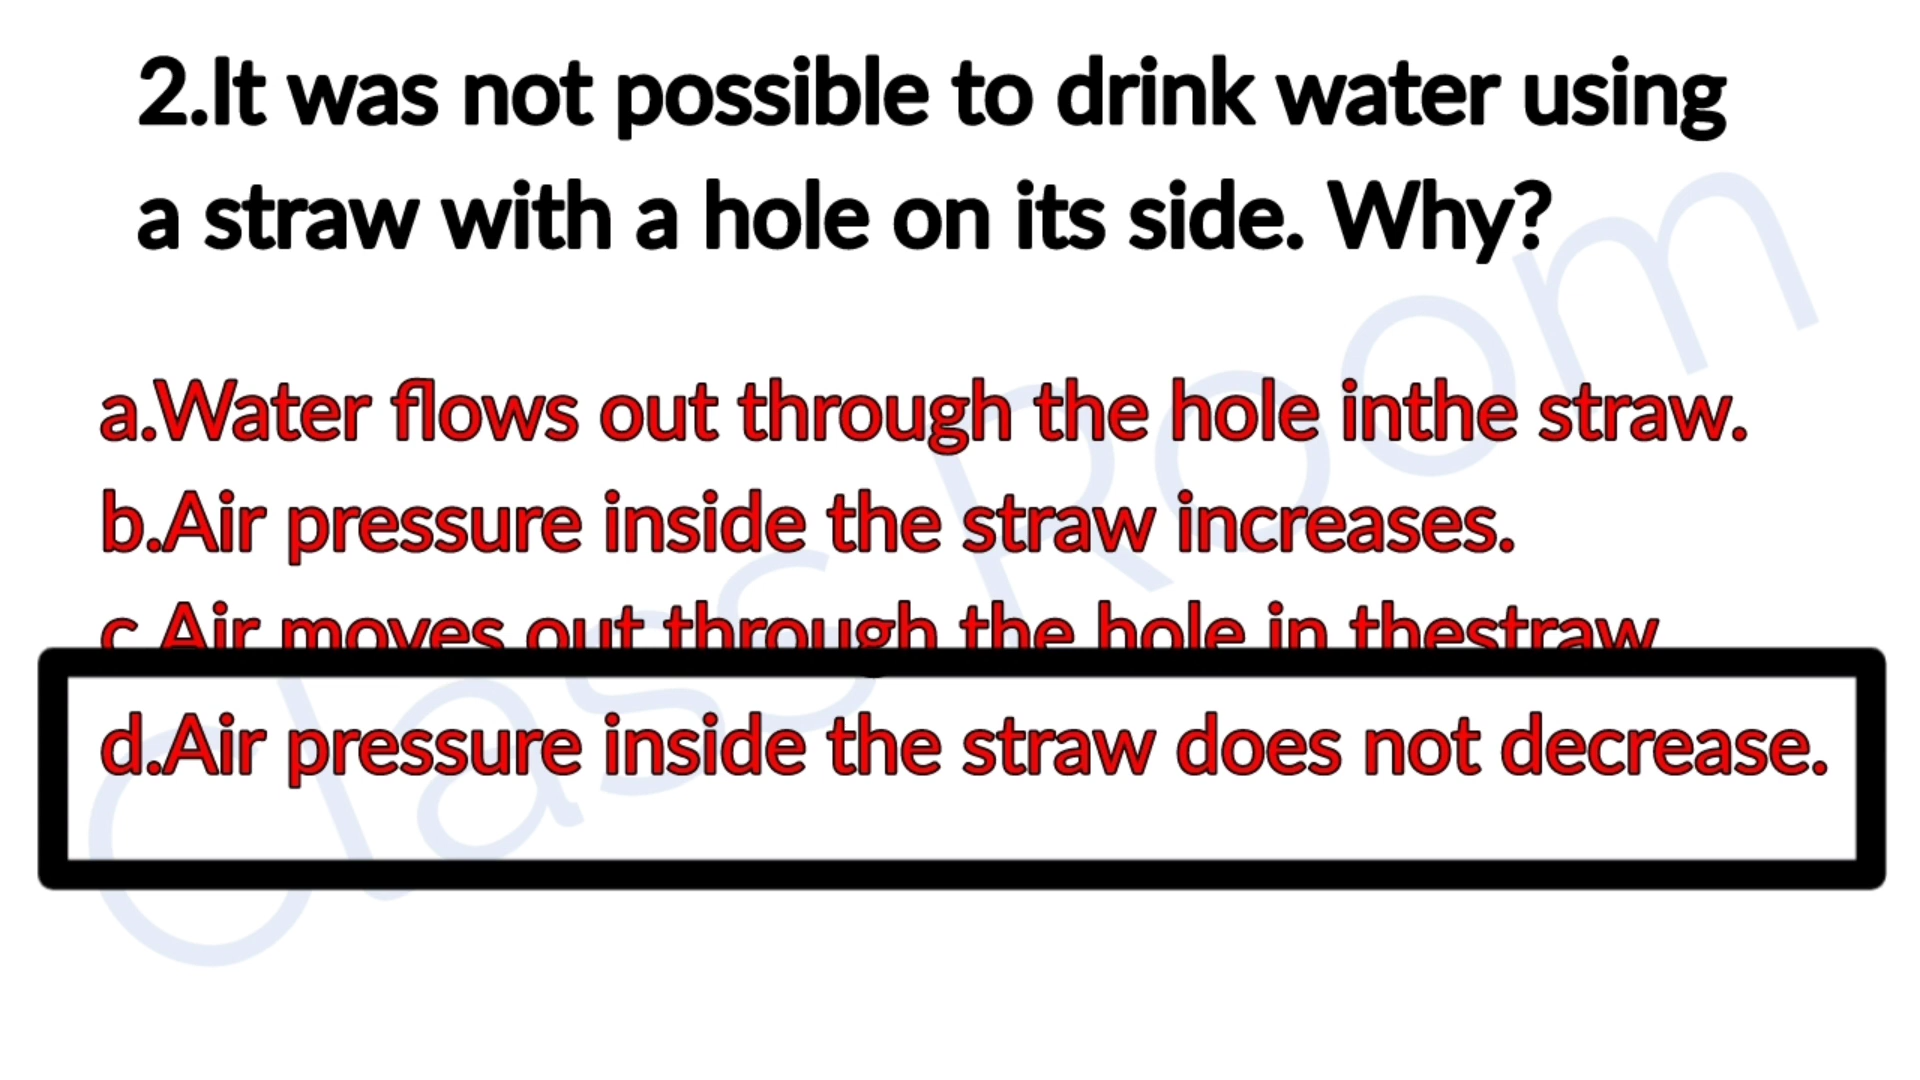 2.It was not possible to drink water using
a straw with a hole on its side. Why?
a.Water flows out through the hole inthe straw.
b.Air pressure inside the straw increases.
c.Air moves out through the hole in thestraw
d.Air pressure inside the straw does not decrease.
Class Room